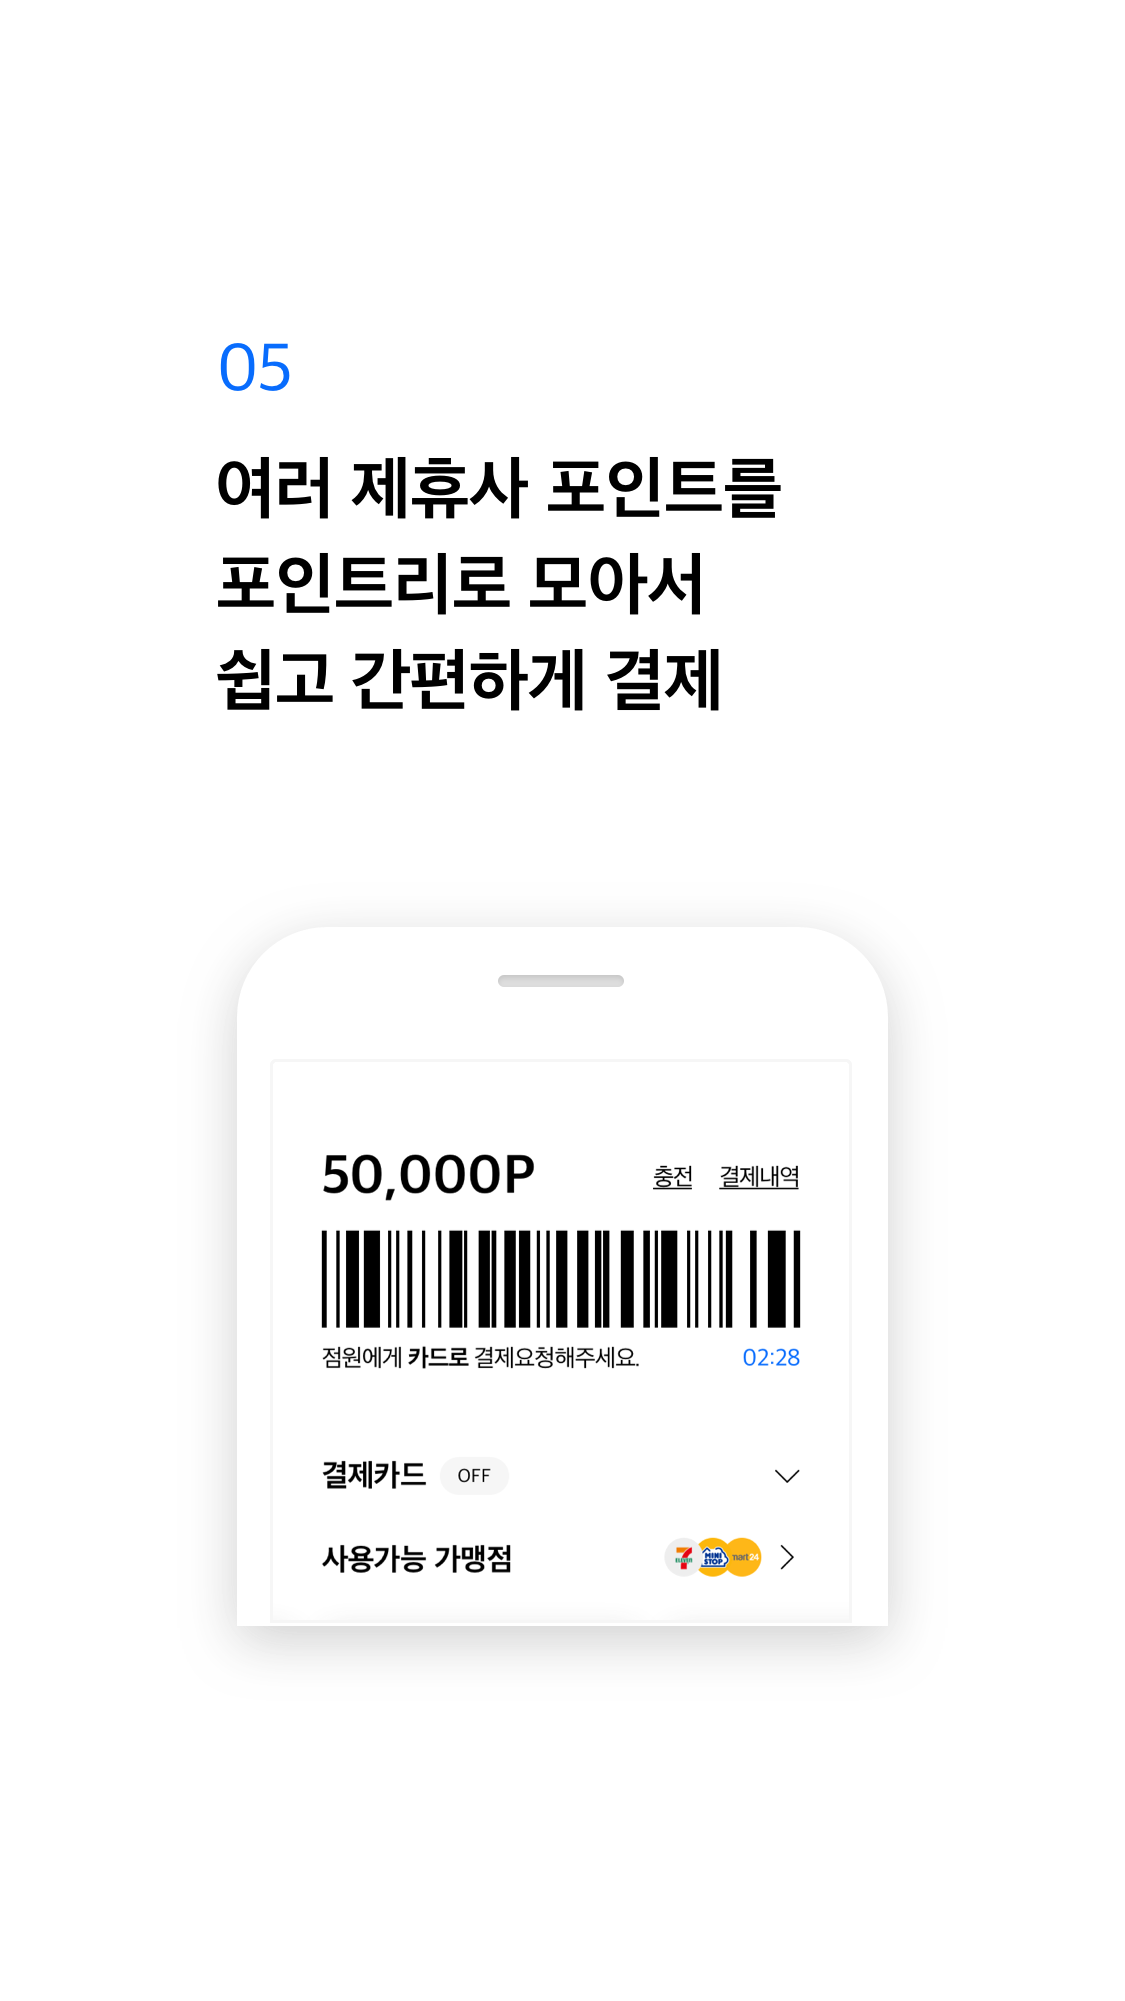 05
여러 제휴사 포인트를
포인트리로 모아서
쉽고 간편하게 결제
50,000P 충전 결제내역
점원에게 카드로 결제요청해주세요. 02:28
결제카드 OFF
사용가능 가맹점 7 ELEVEN MINI STOP mart24